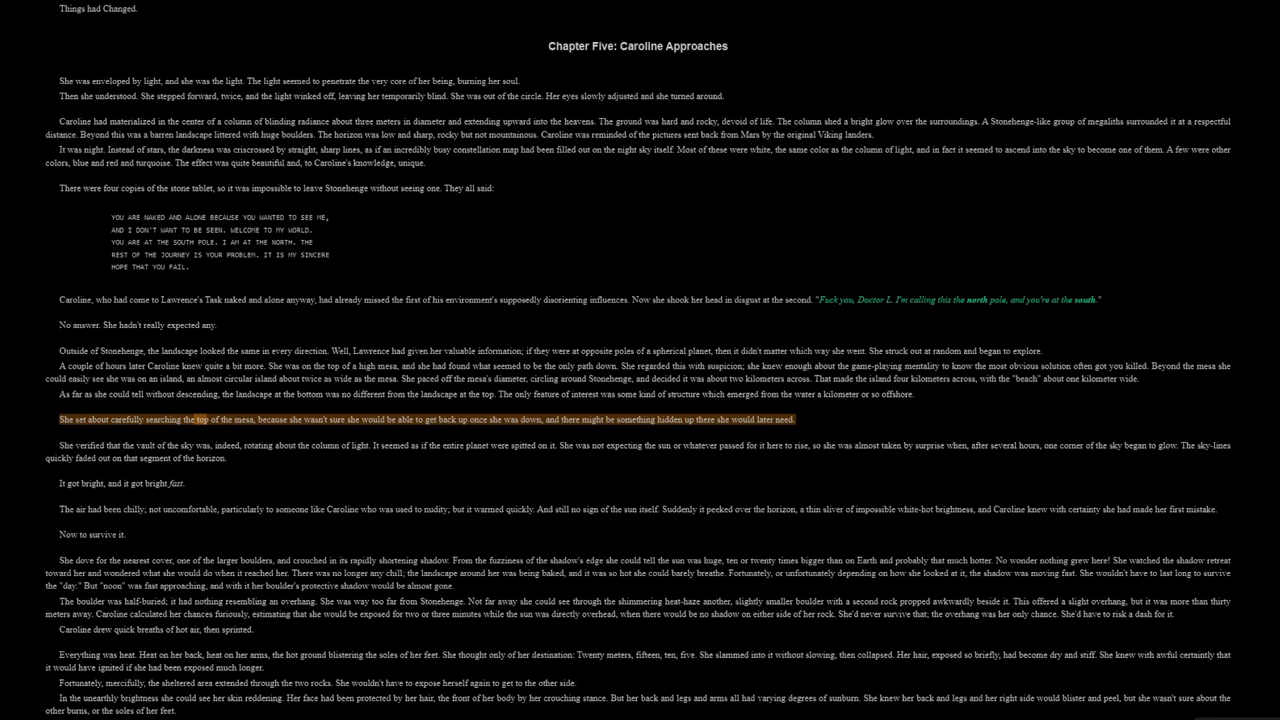 Things had Changed.
Chapter Five: Caroline Approaches
She was enveloped by light, and she was the light. The light seemed to penetrate the very core of her being, burning her soul.
Then she understood. She stepped forward, twice, and the light winked off, leaving her temporarily blind. She was out of the circle. Her eyes slowly adjusted and she turned around.
Caroline had materialized in the center of a column of blinding radiance about three meters in diameter and extending upward into the heavens. The ground was hard and rocky, devoid of life. The column shed a bright glow over the surroundings. A Stonehenge-like group of megaliths surrounded it at a respectful
distance. Beyond this was a barren landscape littered with huge boulders. The horizon was low and sharp, rocky but not mountainous. Caroline was reminded of the pictures sent back from Mars by the original Viking landers.
It was night. Instead of stars, the darkness was crisscrossed by straight, sharp lines, as if an incredibly busy constellation map had been filled out on the night sky itself. Most of these were white, the same color as the column of light, and in fact it seemed to ascend into the sky to become one of them. A few were other
colors, blue and red and turquoise. The effect was quite beautiful and, to Caroline's knowledge, unique.
There were four copies of the stone tablet, so it was impossible to leave Stonehenge without seeing one. They all said:
YOU ARE NAKED AND ALONE BECAUSE YOU WANTED TO SEE ME,
AND I DON'T WANT TO BE SEEN. WELCOME TO MY WORLD.
YOU ARE AT THE SOUTH POLE. I AM AT THE NORTH. THE
REST OF THE JOURNEY IS YOUR PROBLEM. IT IS MY SINCERE
HOPE THAT YOU FAIL.
Caroline, who had come to Lawrence's Task naked and alone anyway, had already missed the first of his environment's supposedly disorienting influences. Now she shook her head in disgust at the second. "Fuck you, Doctor L. I'm calling this the north pole, and you're at the south."
No answer. She hadn't really expected any.
Outside of Stonehenge, the landscape looked the same in every direction. Well, Lawrence had given her valuable information; if they were at opposite poles of a spherical planet, then it didn't matter which way she went. She struck out at random and began to explore.
A couple of hours later Caroline knew quite a bit more. She was on the top of a high mesa, and she had found what seemed to be the only path down. She regarded this with suspicion; she knew enough about the game-playing mentality to know the most obvious solution often got you killed. Beyond the mesa she
could easily see she was on an island, an almost circular island about twice as wide as the mesa. She paced off the mesa's diameter, circling around Stonehenge, and decided it was about two kilometers across. That made the island four kilometers across, with the "beach" about one kilometer wide.
As far as she could tell without descending, the landscape at the bottom was no different from the landscape at the top. The only feature of interest was some kind of structure which emerged from the water a kilometer or so offshore.
She set about carefully searching the top of the mesa, because she wasn't sure she would be able to get back up once she was down, and there might be something hidden up there she would later need.
She verified that the vault of the sky was, indeed, rotating about the column of light. It seemed as if the entire planet were spitted on it. She was not expecting the sun or whatever passed for it here to rise, so she was almost taken by surprise when, after several hours, one corner of the sky began to glow. The sky-lines
quickly faded out on that segment of the horizon.
It got bright, and it got bright fast.
The air had been chilly; not uncomfortable, particularly to someone like Caroline who was used to nudity; but it warmed quickly. And still no sign of the sun itself. Suddenly it peeked over the horizon, a thin sliver of impossible white-hot brightness, and Caroline knew with certainty she had made her first mistake.
Now to survive it.
She dove for the nearest cover, one of the larger boulders, and crouched in its rapidly shortening shadow. From the fuzziness of the shadow's edge she could tell the sun was huge, ten or twenty times bigger than on Earth and probably that much hotter. No wonder nothing grew here! She watched the shadow retreat
toward her and wondered what she would do when it reached her. There was no longer any chill; the landscape around her was being baked, and it was so hot she could barely breathe. Fortunately, or unfortunately depending on how she looked at it, the shadow was moving fast. She wouldn't have to last long to survive
the "day." But "noon" was fast approaching, and with it her boulder's protective shadow would be almost gone.
The boulder was half-buried; it had nothing resembling an overhang. She was way too far from Stonehenge. Not far away she could see through the shimmering heat-haze another, slightly smaller boulder with a second rock propped awkwardly beside it. This offered a slight overhang, but it was more than thirty
meters away. Caroline calculated her chances furiously, estimating that she would be exposed for two or three minutes while the sun was directly overhead, when there would be no shadow on either side of her rock. She'd never survive that; the overhang was her only chance. She'd have to risk a dash for it.
Caroline drew quick breaths of hot air, then sprinted.
Everything was heat. Heat on her back, heat on her arms, the hot ground blistering the soles of her feet. She thought only of her destination: Twenty meters, fifteen, ten, five. She slammed into it without slowing, then collapsed. Her hair, exposed so briefly, had become dry and stiff. She knew with awful certainty that
it would have ignited if she had been exposed much longer.
Fortunately, mercifully, the sheltered area extended through the two rocks. She wouldn't have to expose herself again to get to the other side.
In the unearthly brightness she could see her skin reddening. Her face had been protected by her hair, the front of her body by her crouching stance. But her back and legs and arms all had varying degrees of sunburn. She knew her back and legs and her right side would blister and peel, but she wasn't sure about the
other burns, or the soles of her feet.